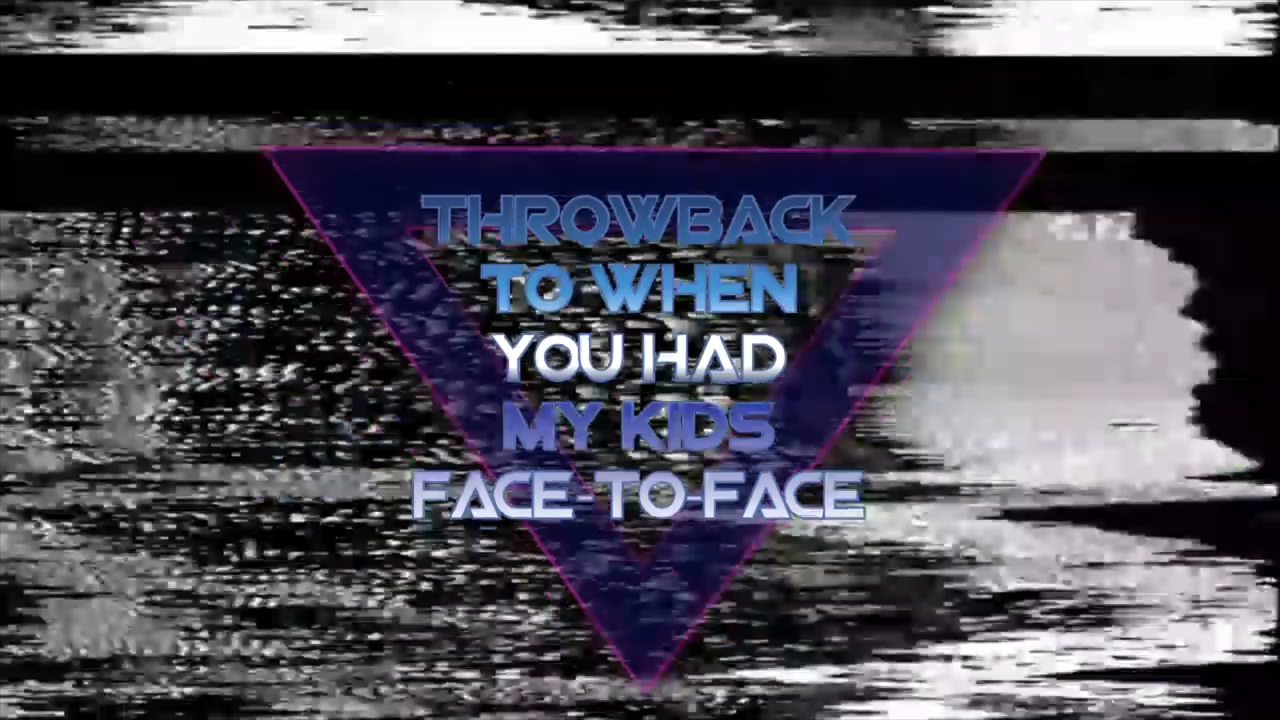 THROWBACK
TO WHEN
YOU HAD
MY KIDS
FACE-TO-FACE